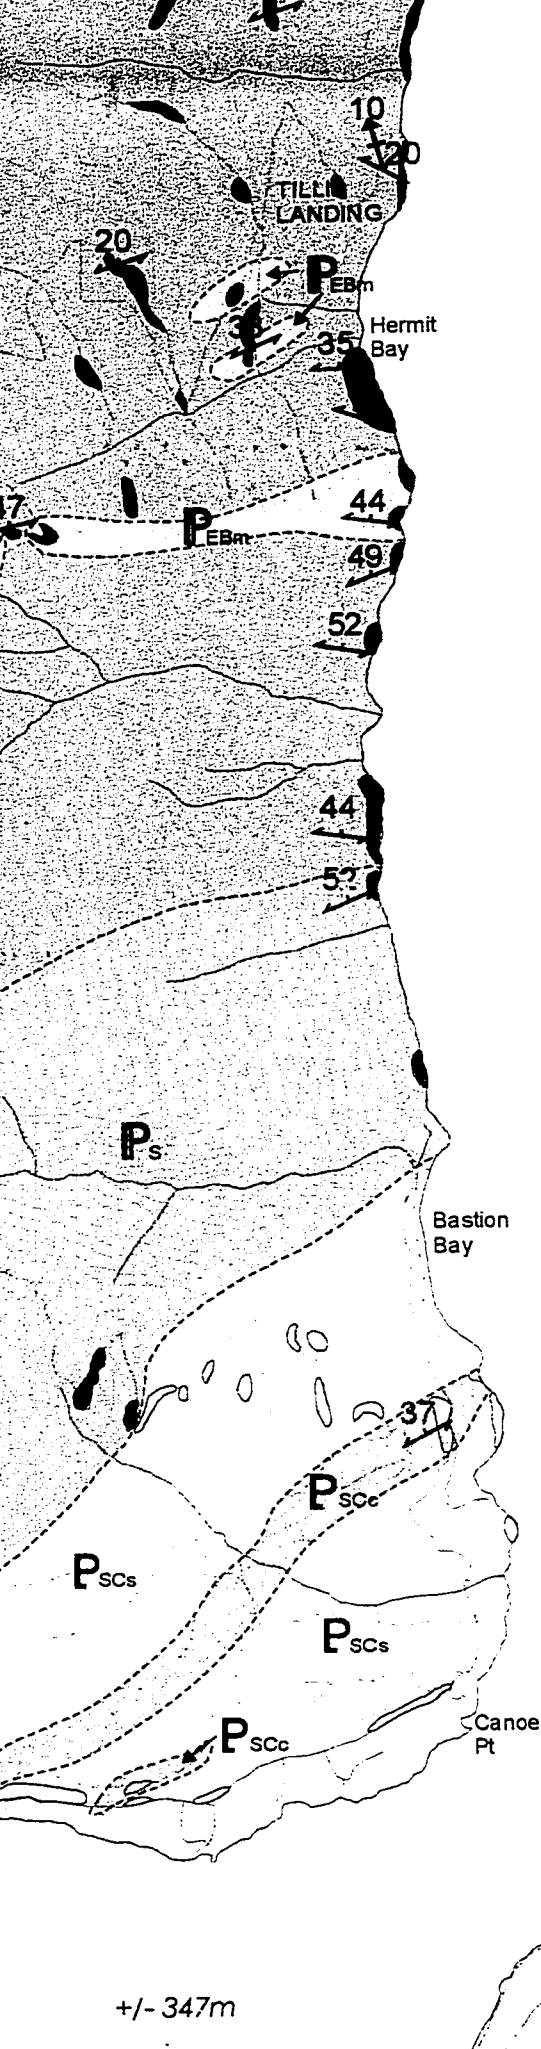 10
20
TILLI
LANDING
20
PEBm
Hermit
Bay
35
44
PEBm
49
52
44
52
Ps
Bastion
Bay
37
PSCc
PSCs
PSCs
PSCc
Canoe
Pt
+/- 347m